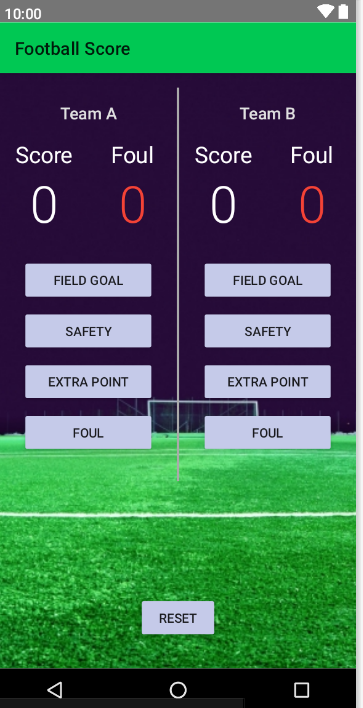 10:00
Football Score
Team A
Team B
Score Foul
Score Foul
0 0
0 0
FIELD GOAL
FIELD GOAL
SAFETY
SAFETY
EXTRA POINT
EXTRA POINT
FOUL
FOUL
RESET